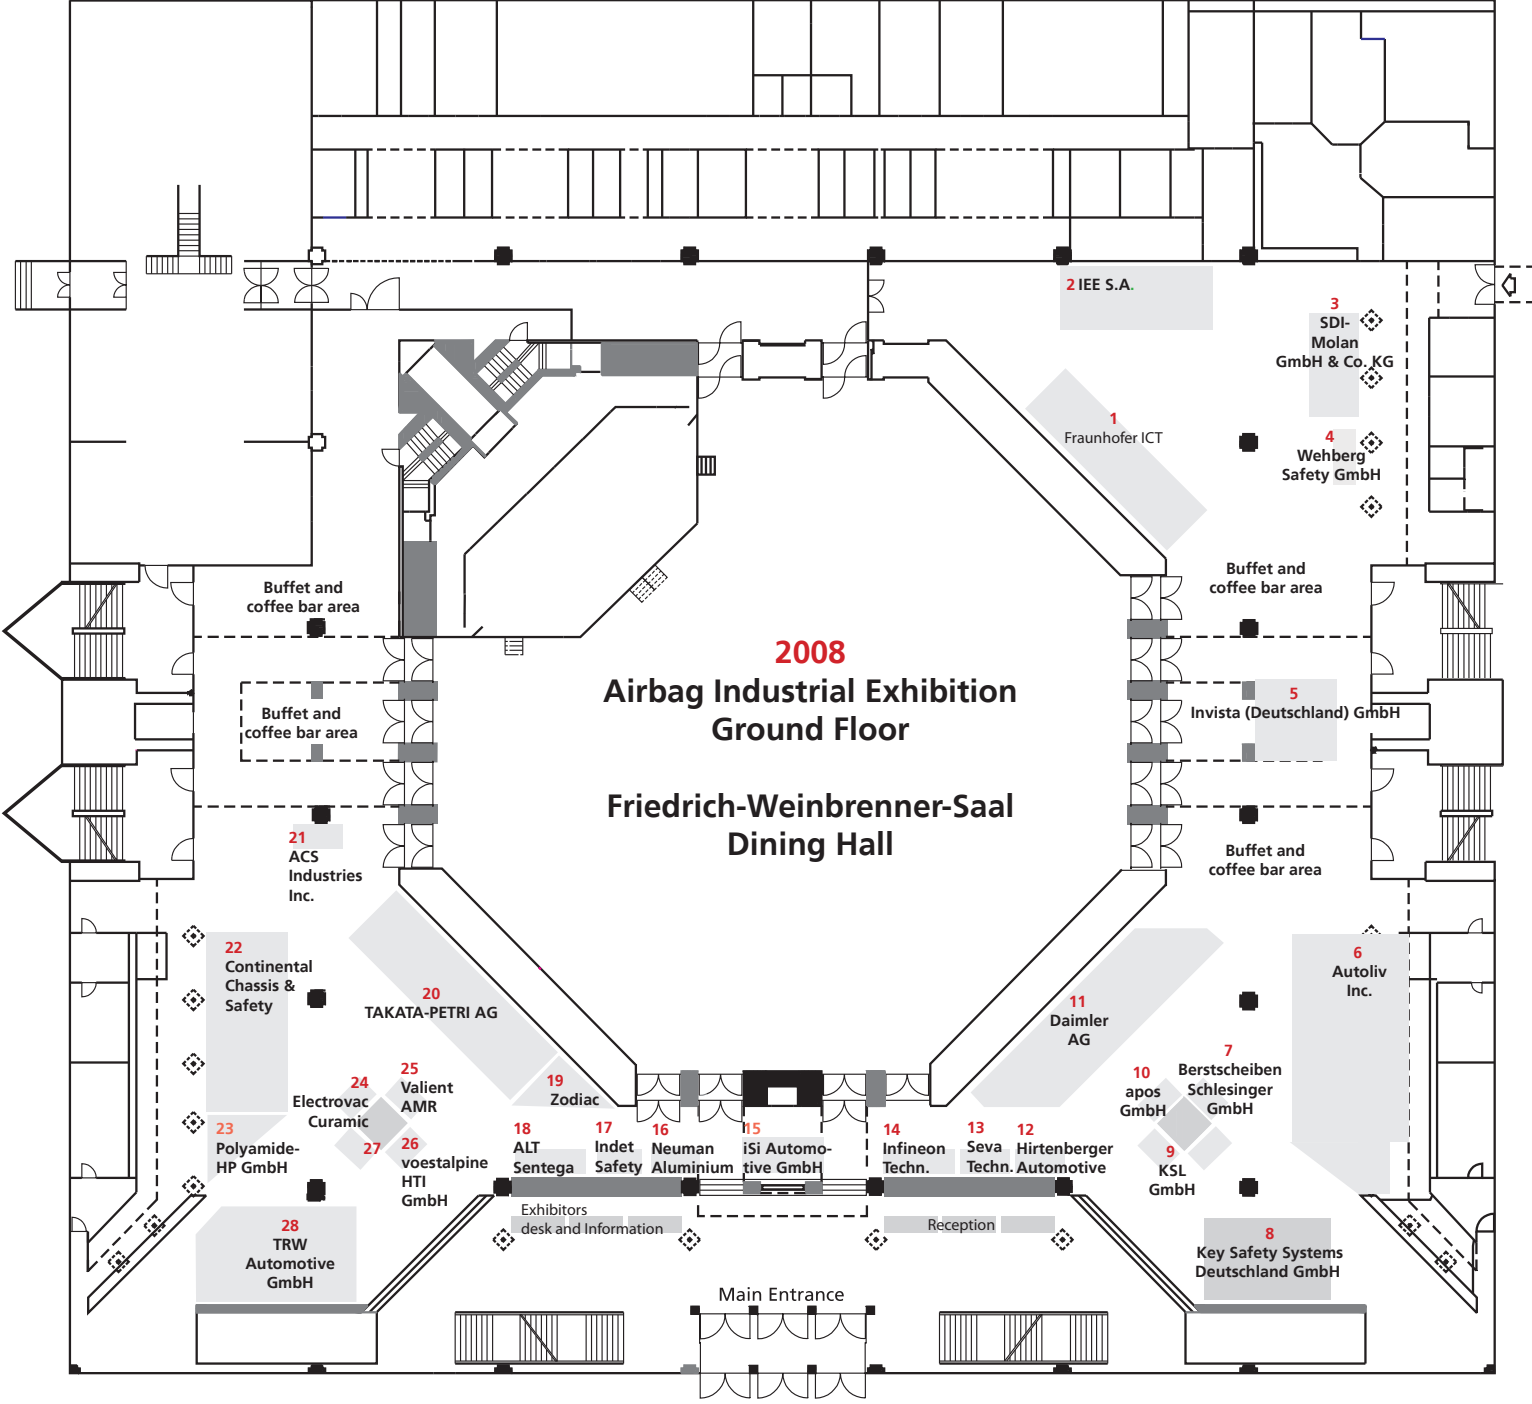 2 IEE S.A.
3
SDI-
Molan
GmbH & Co. KG
1
Fraunhofer ICT
4
Wehberg
Safety GmbH
Buffet and
coffee bar area
Buffet and
coffee bar area
2008
Airbag Industrial Exhibition
Ground Floor
Friedrich-Weinbrenner-Saal
Dining Hall
Buffet and
coffee bar area
5
Invista (Deutschland) GmbH
21
ACS
Industries
Inc.
Buffet and
coffee bar area
22
Continental
Chassis &
Safety
20
TAKATA-PETRI AG
11
Daimler
AG
6
Autoliv
Inc.
24
Electrovac
Curamic
25
Valient
AMR
19
Zodiac
10
apos
GmbH
7
Berstscheiben
Schlesinger
GmbH
23
Polyamide-
HP GmbH
27
26
voestalpine
HTI
GmbH
18
ALT
Sentega
17
Indet
Safety
16
Neuman
Aluminium
15
iSi Automo-
tive GmbH
14
Infineon
Techn.
13
Seva
Techn.
12
Hirtenberger
Automotive
9
KSL
GmbH
Exhibitors
desk and Information
Reception
28
TRW
Automotive
GmbH
8
Key Safety Systems
Deutschland GmbH
Main Entrance